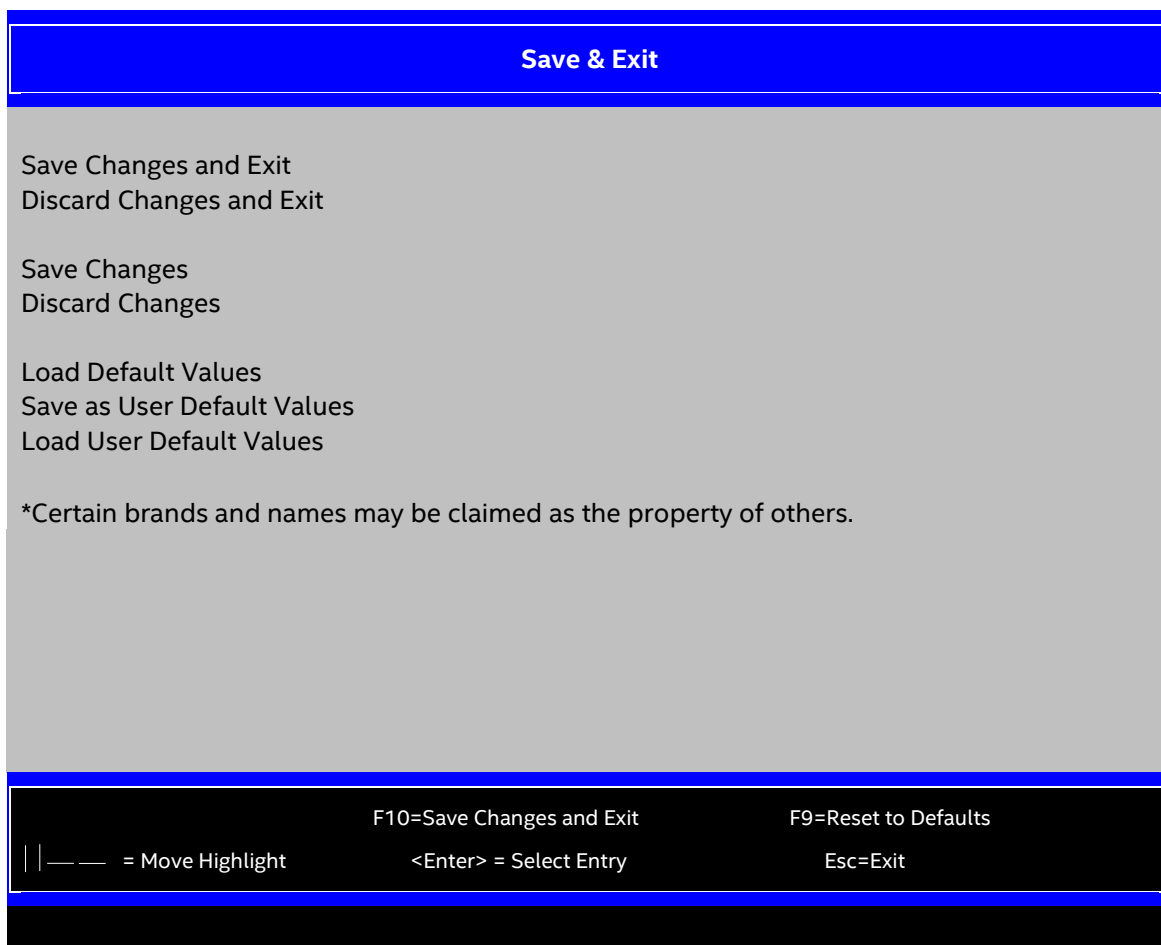 Save & Exit
Save Changes and Exit
Discard Changes and Exit
Save Changes
Discard Changes
Load Default Values
Save as User Default Values
Load User Default Values
*Certain brands and names may be claimed as the property of others.
F10=Save Changes and Exit F9=Reset to Defaults
= Move Highlight <Enter> = Select Entry Esc=Exit